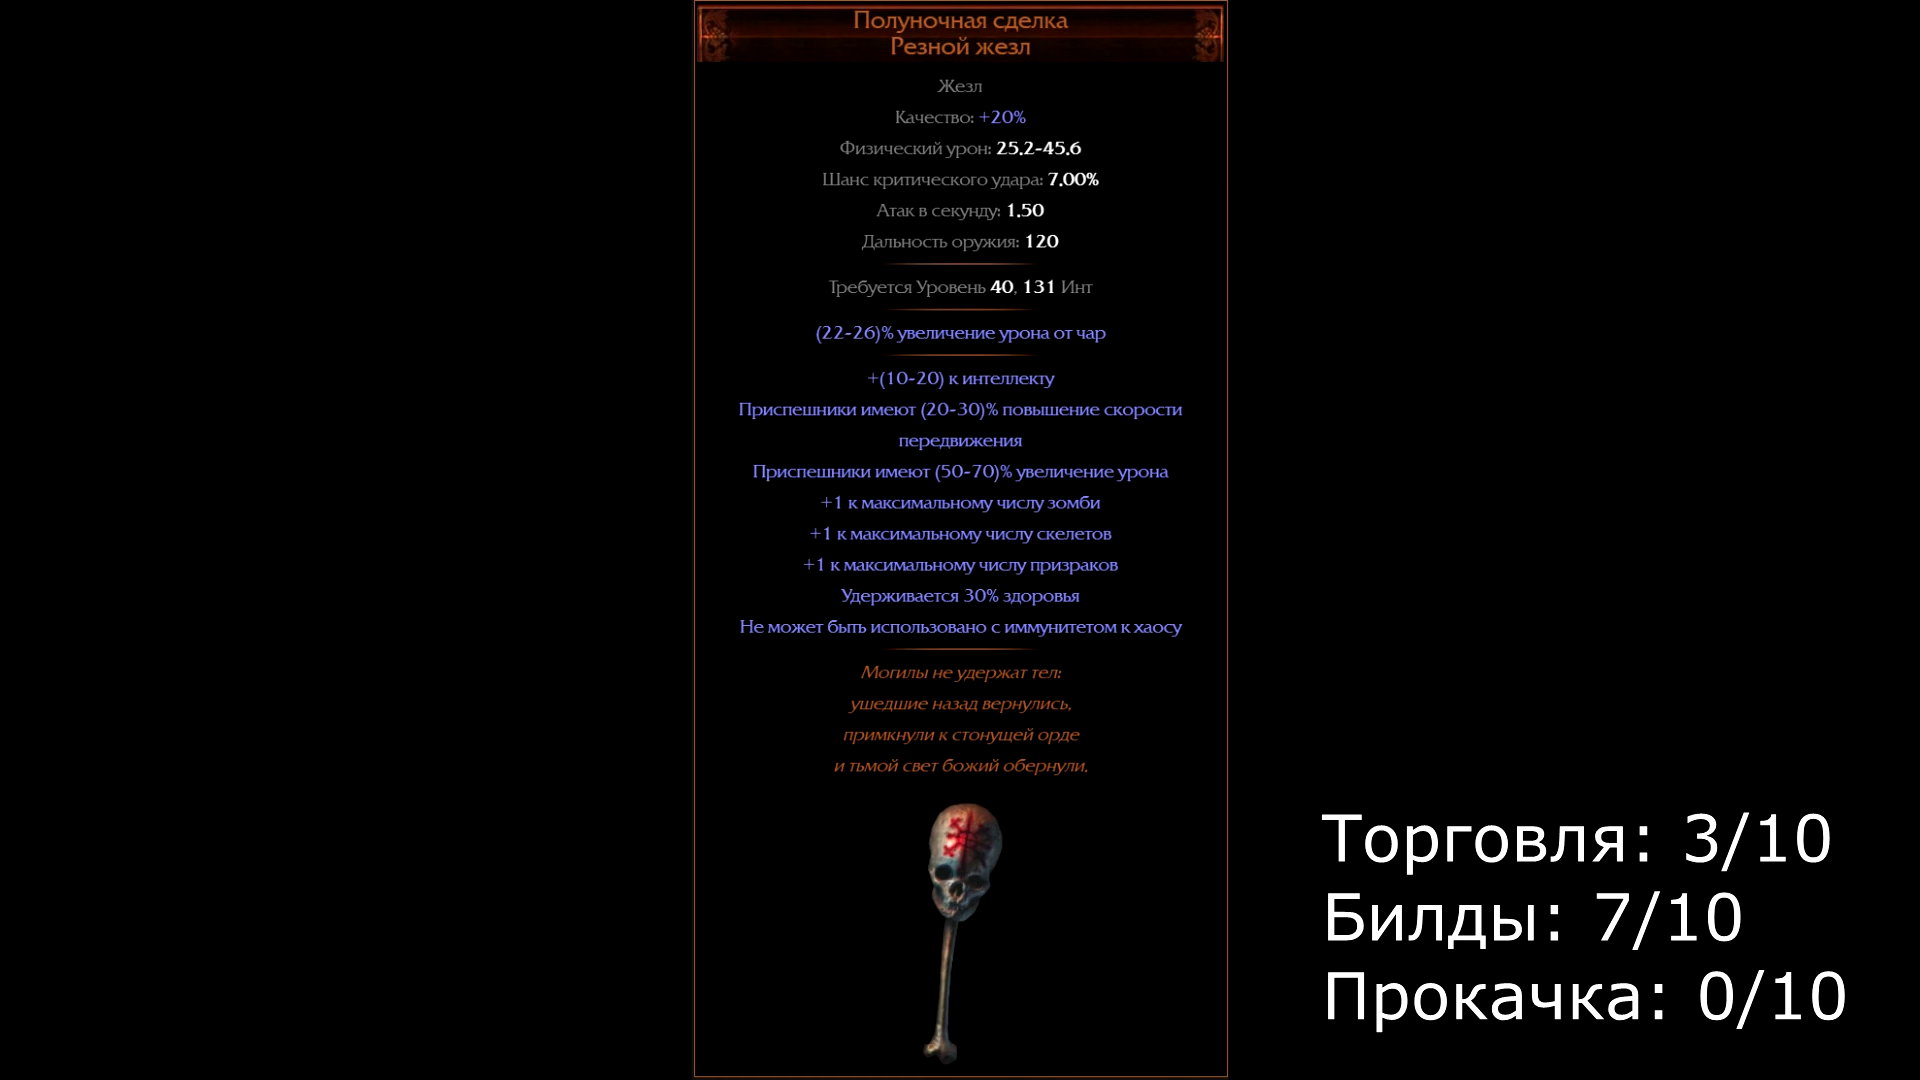 Полуночная сделка
Резной жезл
Жезл
Качество: +20%
Физический урон: 25.2-45.6
Шанс критического удара: 7.00%
Атак в секунду: 1.50
Дальность оружия: 120
Требуется Уровень 40, 131 Инт
(22-26)% увеличение урона от чар
+(10-20) к интеллекту
Приспешники имеют (20-30)% повышение скорости
передвижения
Приспешники имеют (50-70)% увеличение урона
+1 к максимальному числу зомби
+1 к максимальному числу скелетов
+1 к максимальному числу призраков
Удерживается 30% здоровья
Не может быть использовано с иммунитетом к хаосу
Могилы не удержат тел:
ушедшие назад вернулись,
примкнули к стонущей орде
и тьмой свет божий обернули.
Торговля: 3/10
Билды: 7/10
Прокачка: 0/10